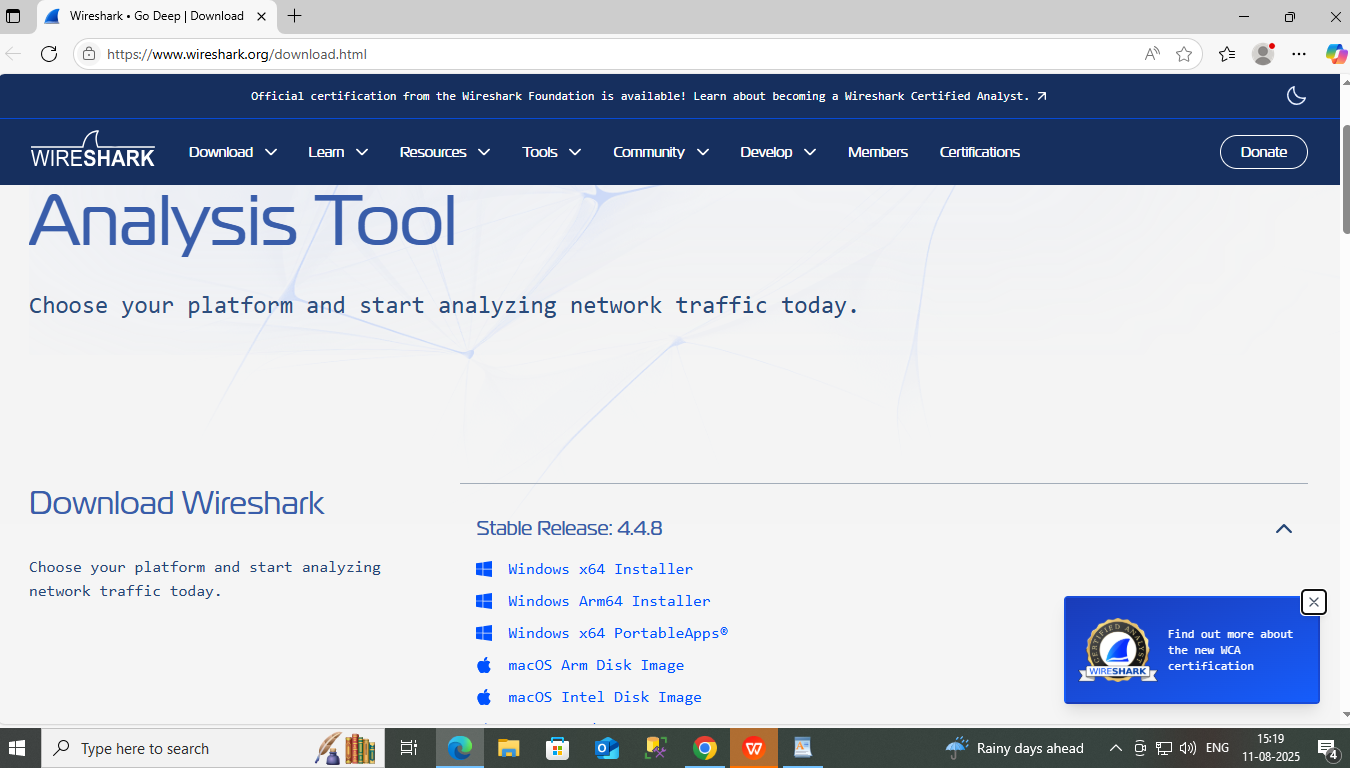 Wireshark • Go Deep | Download
https://www.wireshark.org/download.html
Official certification from the Wireshark Foundation is available! Learn about becoming a Wireshark Certified Analyst.
WIRESHARK
Download
Learn
Resources
Tools
Community
Develop
Members
Certifications
Donate
Analysis Tool
Choose your platform and start analyzing network traffic today.
Download Wireshark
Choose your platform and start analyzing
network traffic today.
Stable Release: 4.4.8
Windows x64 Installer
Windows Arm64 Installer
Windows x64 PortableApps®
macOS Arm Disk Image
macOS Intel Disk Image
CERTIFIED ANALYST
WIRESHARK
Find out more about
the new WCA
certification
Type here to search
Rainy days ahead
ENG
15:19
11-08-2025
4